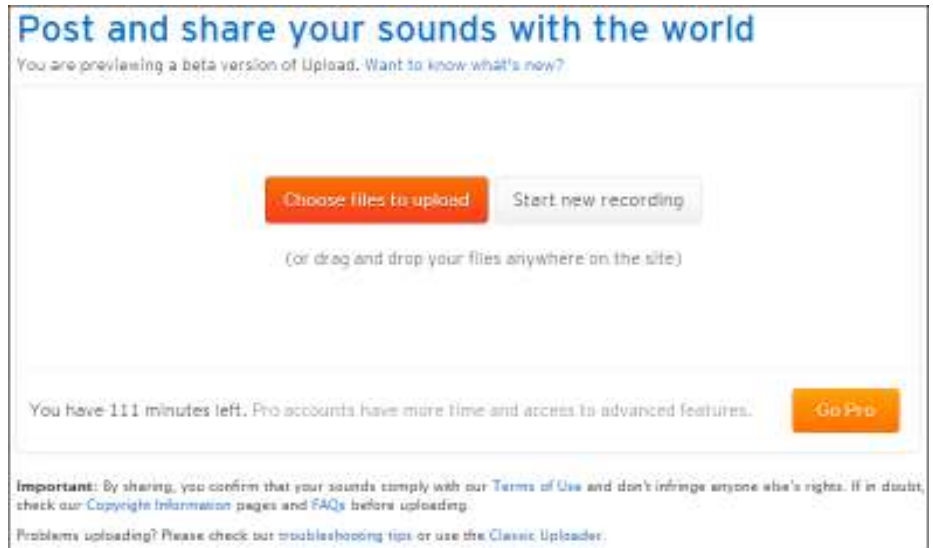 Post and share your sounds with the world
You are previewing a beta version of Upload. Want to know what's new?
Choose files to upload
Start new recording
(or drag and drop your files anywhere on the site)
You have 111 minutes left. Pro accounts have more time and access to advanced features.
Go Pro
Important: By sharing, you confirm that your sounds comply with our Terms of Use and don't infringe anyone else's rights. If in doubt,
check our Copyright Information pages and FAQs before uploading.
Problems uploading? Please check our troubleshooting tips or use the Classic Uploader.